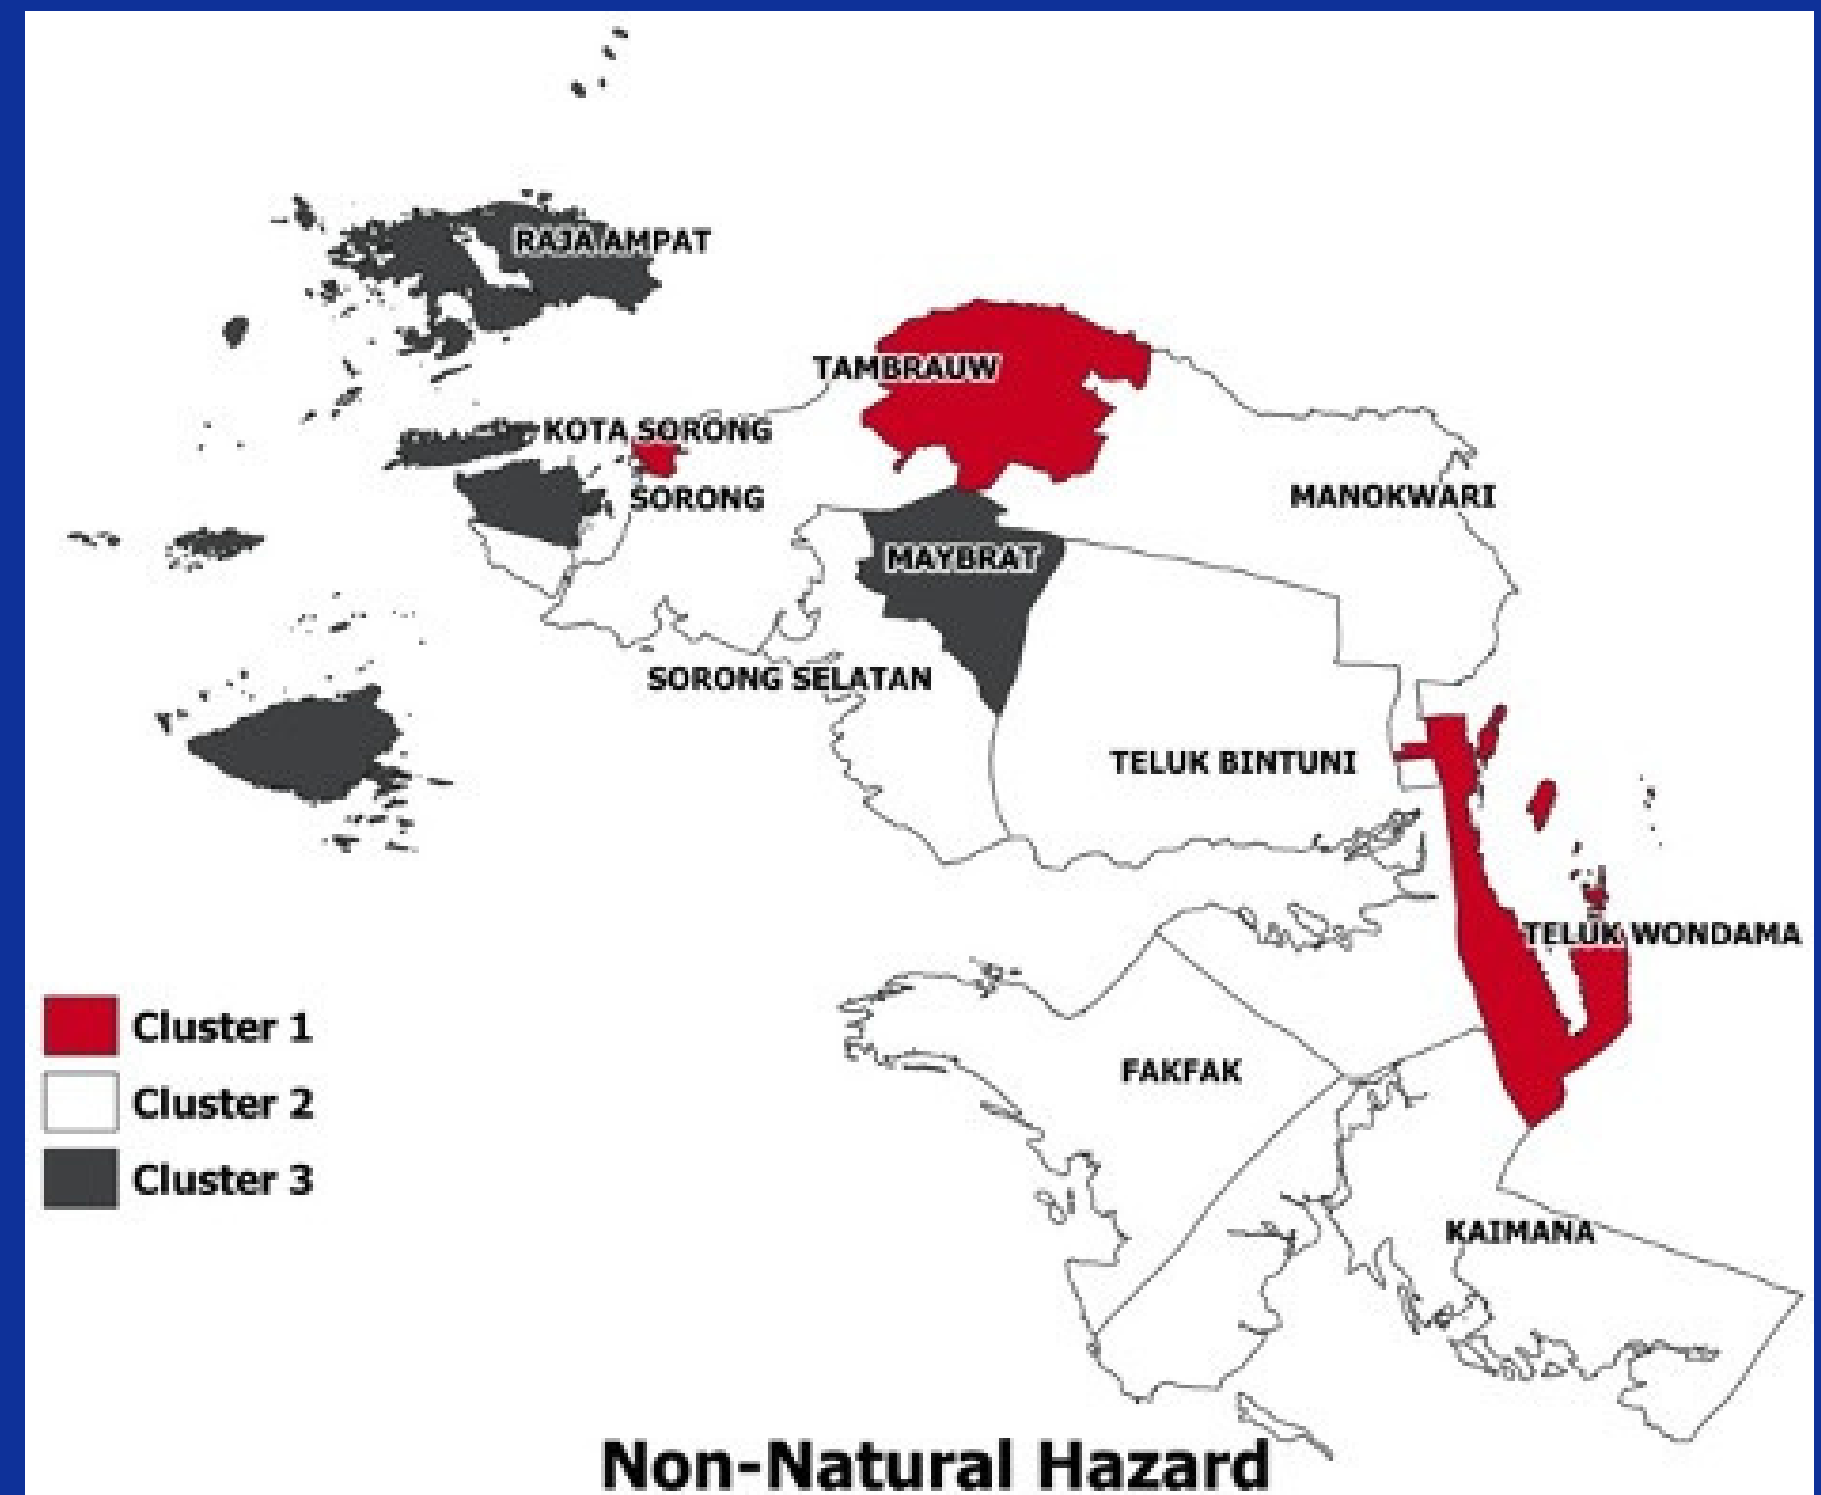 RAJA AMPAT
TAMBRAUW
KOTA SORONG
SORONG
MANOKWARI
MAYBRAT
SORONG SELATAN
TELUK BINTUNI
TELUK WONDAMA
FAKFAK
KAIMANA
Cluster 1
Cluster 2
Cluster 3
Non-Natural Hazard